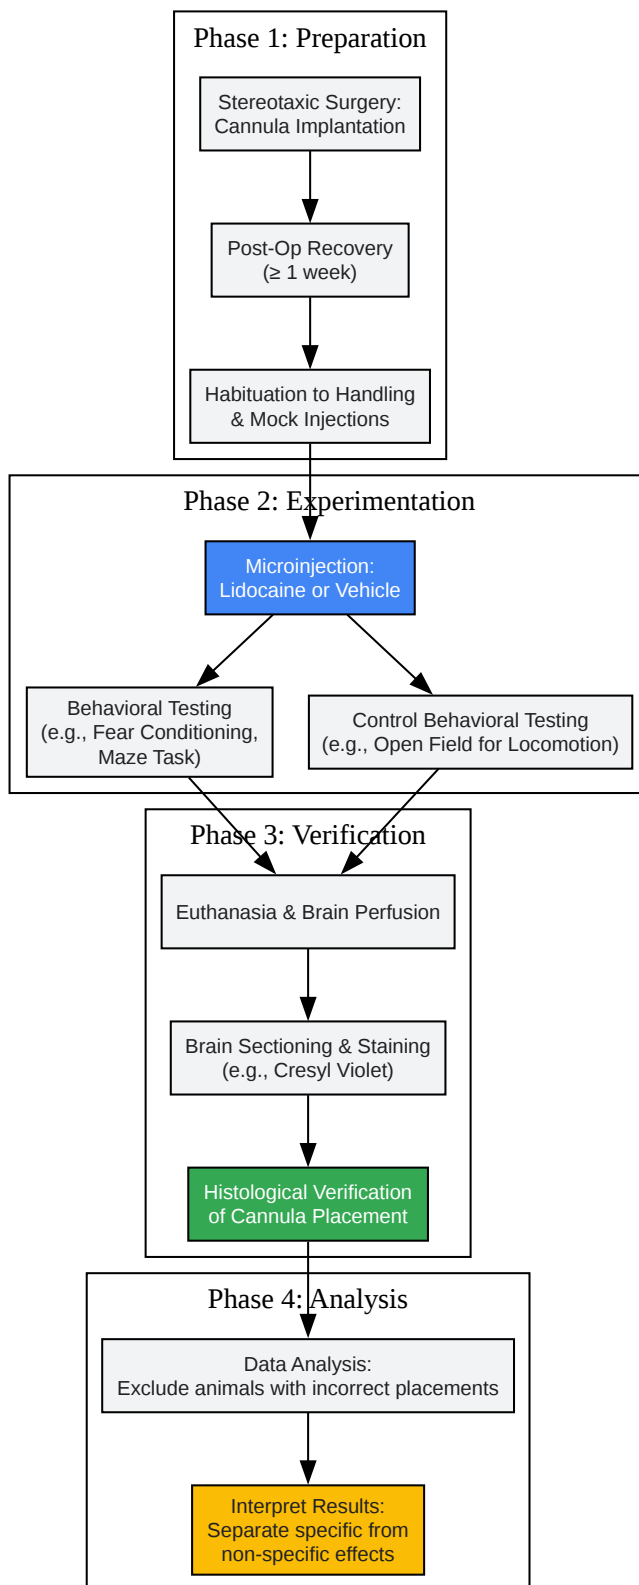 Phase 1: Preparation
Stereotaxic Surgery:
Cannula Implantation
Post-Op Recovery
(≥ 1 week)
Habituation to Handling
& Mock Injections
Phase 2: Experimentation
Microinjection:
Lidocaine or Vehicle
Behavioral Testing
(e.g., Fear Conditioning,
Maze Task)
Control Behavioral Testing
(e.g., Open Field for Locomotion)
Phase 3: Verification
Euthanasia & Brain Perfusion
Brain Sectioning & Staining
(e.g., Cresyl Violet)
Histological Verification
of Cannula Placement
Phase 4: Analysis
Data Analysis:
Exclude animals with incorrect placements
Interpret Results:
Separate specific from
non-specific effects